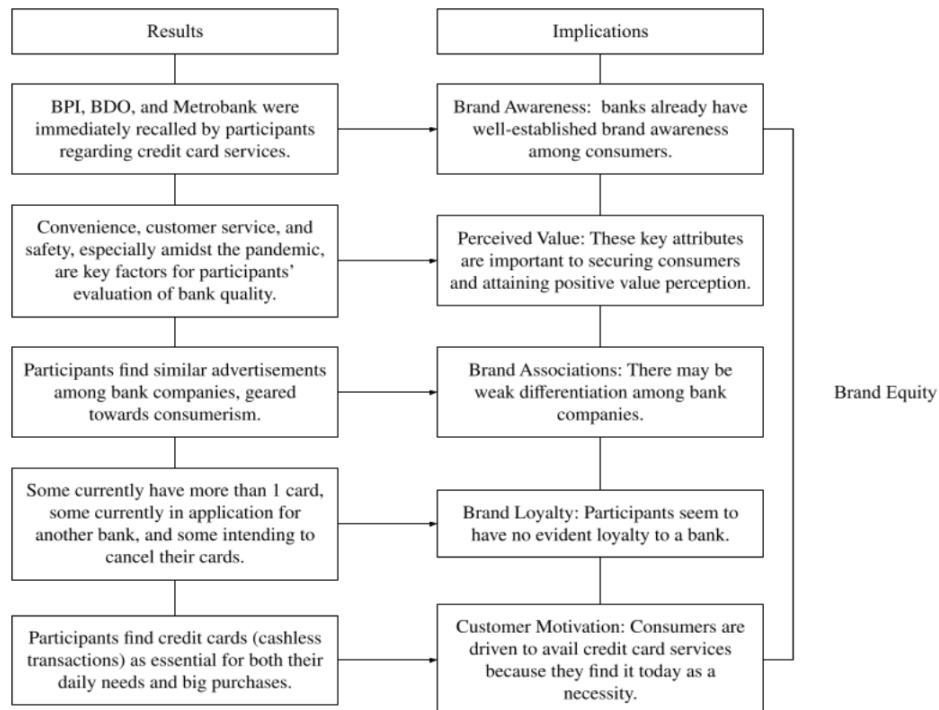 Results
Implications
BPI, BDO, and Metrobank were
immediately recalled by participants
regarding credit card services.
Brand Awareness: banks already have
well-established brand awareness
among consumers.
Convenience, customer service, and
safety, especially amidst the pandemic,
are key factors for participants'
evaluation of bank quality.
Perceived Value: These key attributes
are important to securing consumers
and attaining positive value perception.
Participants find similar advertisements
among bank companies, geared
towards consumerism.
Brand Associations: There may be
weak differentiation among bank
companies.
Brand Equity
Some currently have more than 1 card,
some currently in application for
another bank, and some intending to
cancel their cards.
Brand Loyalty: Participants seem to
have no evident loyalty to a bank.
Participants find credit cards (cashless
transactions) as essential for both their
daily needs and big purchases.
Customer Motivation: Consumers are
driven to avail credit card services
because they find it today as a
necessity.